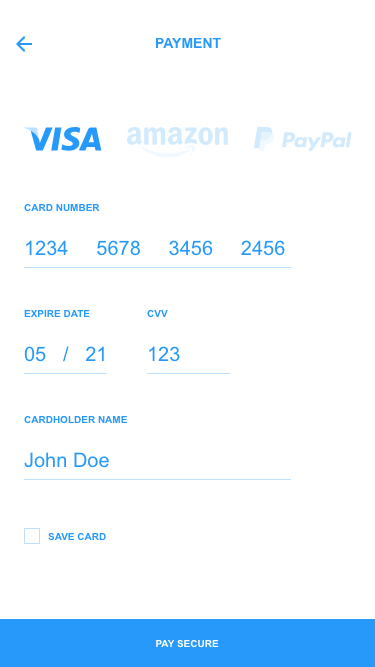 PAYMENT
VISA amazon PayPal
CARD NUMBER
1234 5678 3456 2456
EXPIRE DATE CVV
05 / 21 123
CARDHOLDER NAME
John Doe
SAVE CARD
PAY SECURE